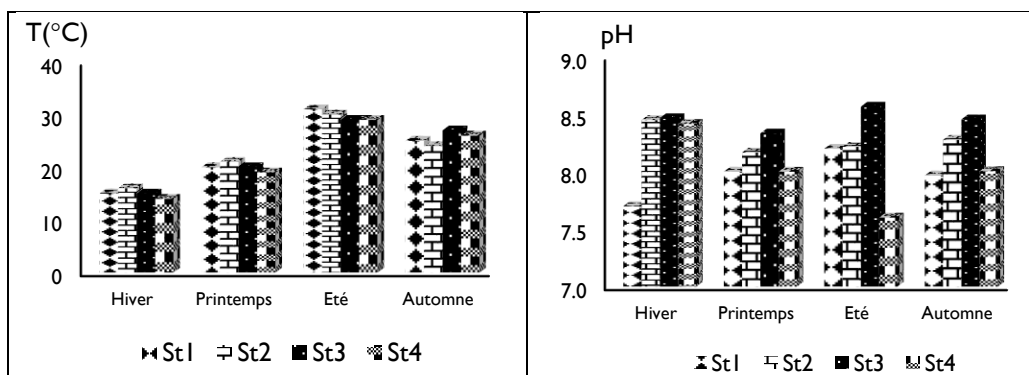 T(°C)
40
30
20
10
0
Hiver Printemps Eté Automne
St1 St2 St3 St4
pH
9.0
8.5
8.0
7.5
7.0
Hiver Printemps Eté Automne
St1 St2 St3 St4